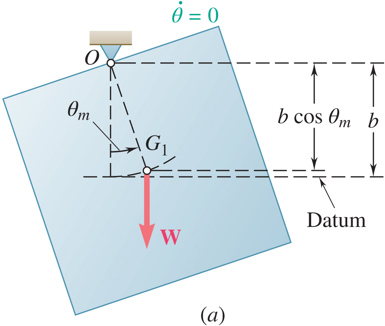 θ̇ = 0
O
θₘ
G₁
b cos θₘ
b
Datum
W
(a)